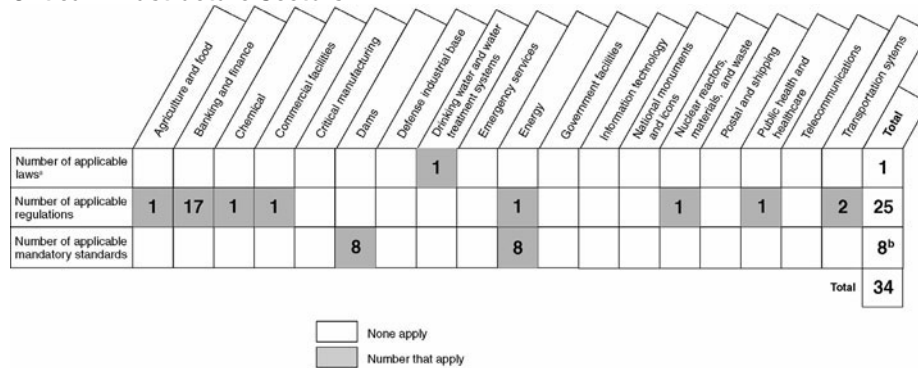 Agriculture and food
Banking and finance
Chemical
Commercial facilities
Critical manufacturing
Dams
Defense industrial base
Drinking water and water
treatment systems
Emergency services
Energy
Government facilities
Information technology
National monuments
and icons
Nuclear reactors,
materials, and waste
Postal and shipping
Public health and
healthcare
Telecommunications
Transportation sytems
Total
Number of applicable
lawsᵃ
1
1
Number of applicable
regulations
1 17 1 1 1 1 1 2 25
Number of applicable
mandatory standards
8 8 8ᵇ
Total 34
None apply
Number that apply